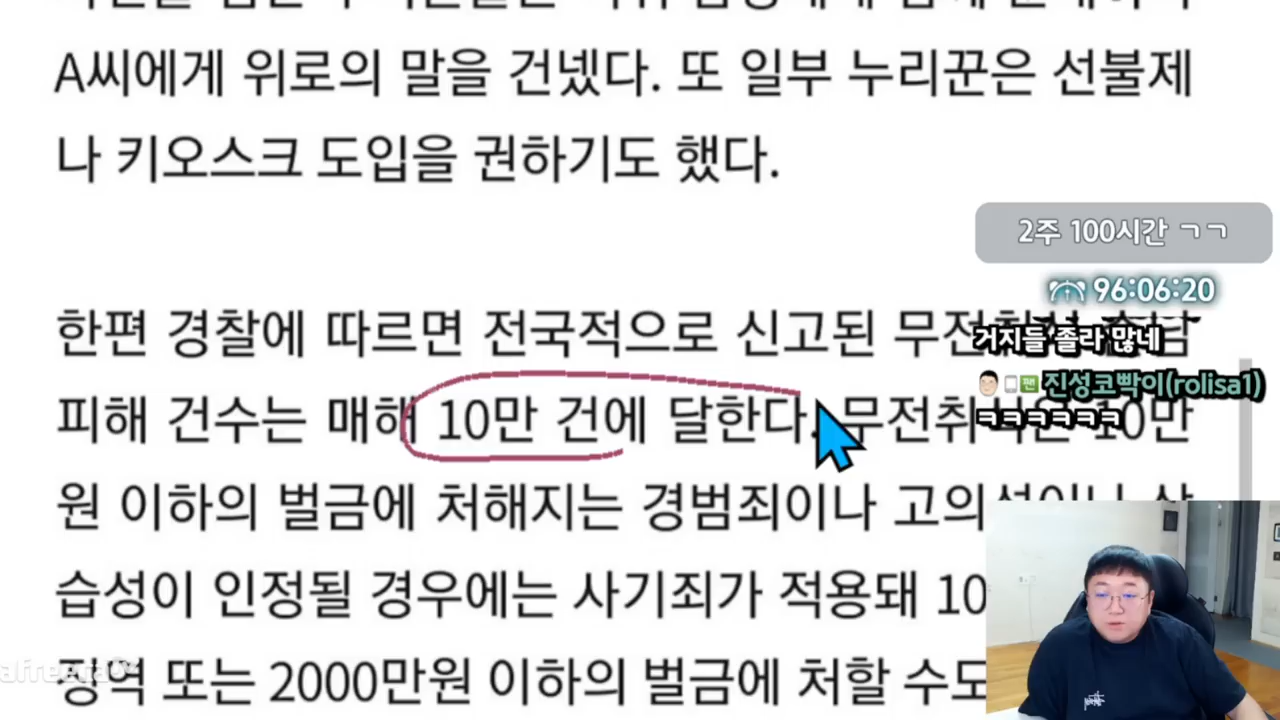 A씨에게 위로의 말을 건넸다. 또 일부 누리꾼은 선불제
나 키오스크 도입을 권하기도 했다.
2주 100시간 ㄱㄱ
96:06:20
한편 경찰에 따르면 전국적으로 신고된
거지들 졸라 많네
진성코빡이(rolisa1)
ㅋㅋㅋㅋㅋㅋ
피해 건수는 매해 10만 건에 달한다. 10만
원 이하의 벌금에 처해지는 경범죄이나
습성이 인정될 경우에는 사기죄가 적용돼 10
징역 또는 2000만원 이하의 벌금에 처할 수도
afreecaTV